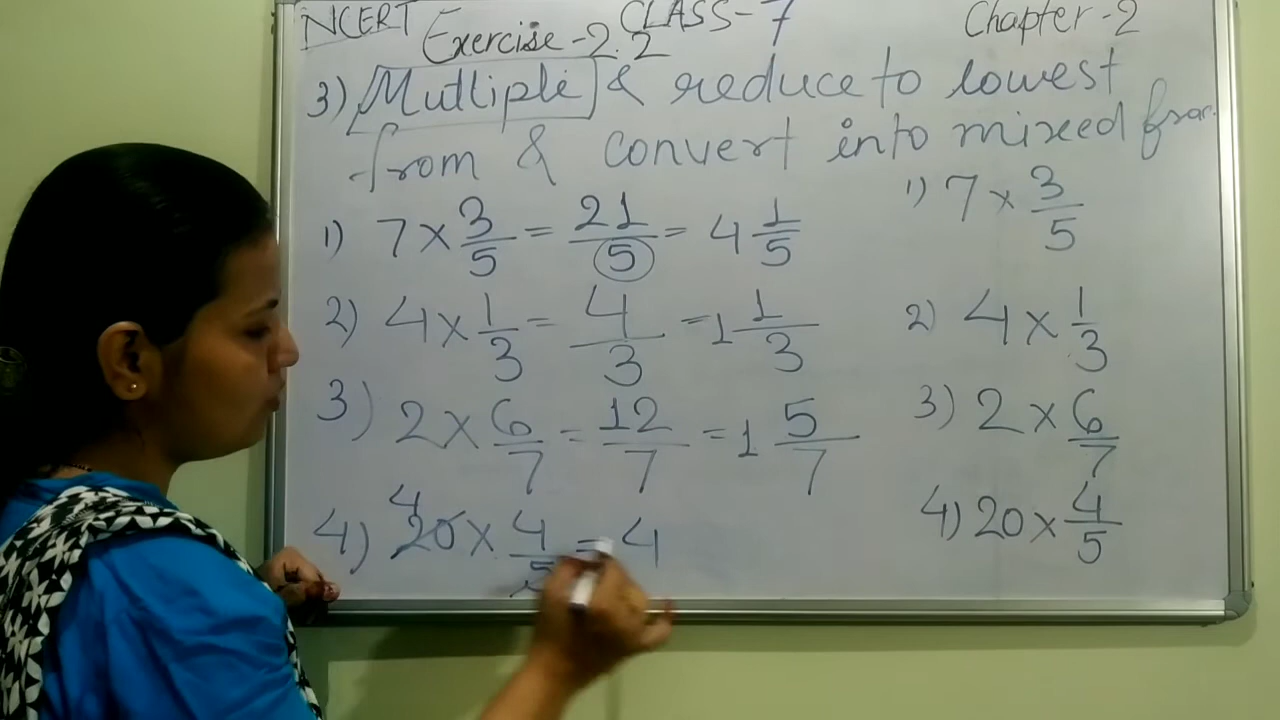 NCERT Exercise-2.2 CLASS-7 Chapter-2
3) Mutliple & reduce to lowest
from & convert into mixed frac.
1) 7 × 3/5 = 21/5 = 4 1/5
1) 7 × 3/5
2) 4 × 1/3 = 4/3 = 1 1/3
2) 4 × 1/3
3) 2 × 6/7 = 12/7 = 1 5/7
3) 2 × 6/7
4
4) 20 × 4/5 = 4
4) 20 × 4/5